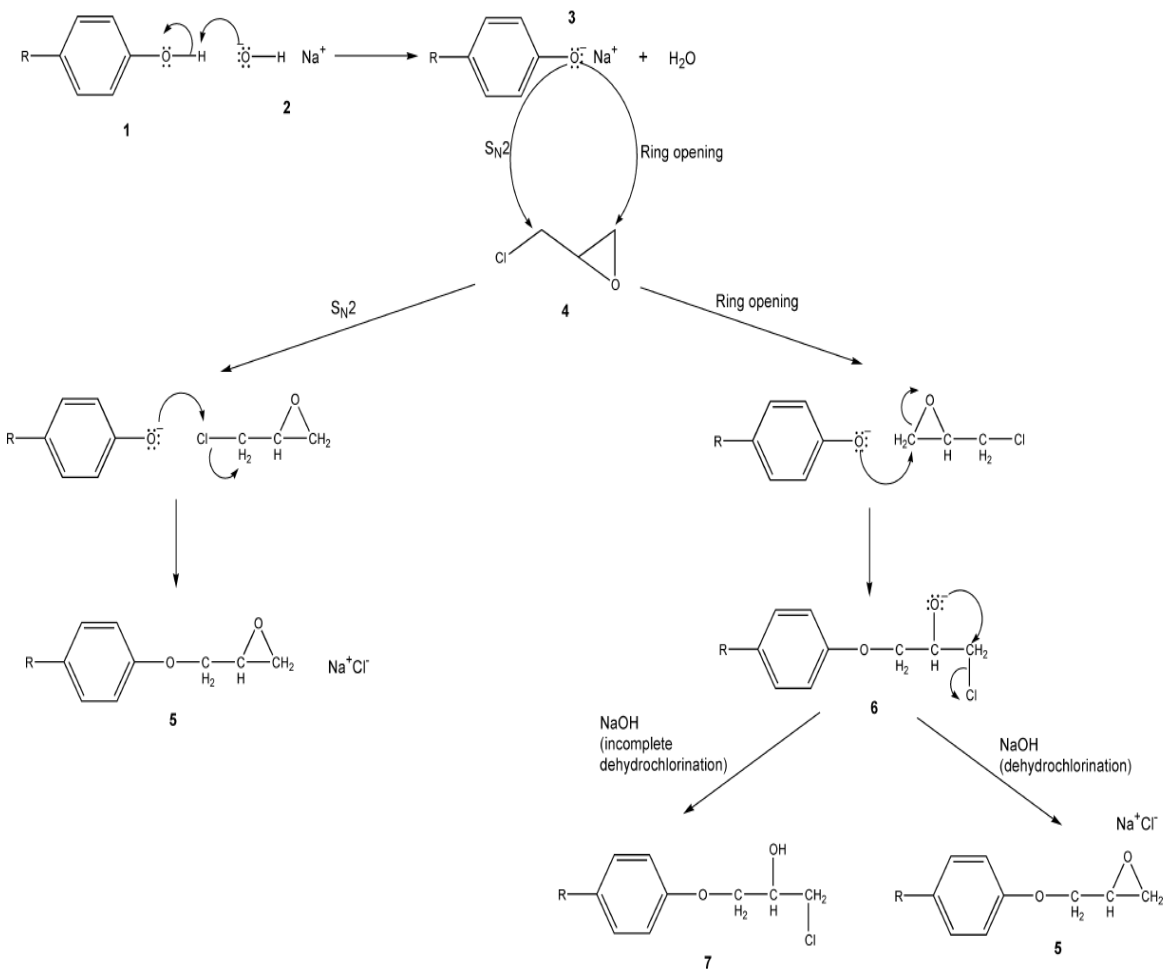 R
O
H
O
H
Na+
1
2
3
R
O
Na+
+
H2O
SN2
Ring opening
Cl
O
4
SN2
Ring opening
R
O
Cl
C
H2
C
H
O
CH2
R
O
H2C
O
C
H
C
H2
Cl
R
O
C
H2
C
H
O
CH2
Na+Cl-
5
R
O
C
H2
C
H
O
CH2
Cl
6
NaOH
(incomplete
dehydrochlorination)
NaOH
(dehydrochlorination)
Na+Cl-
R
O
C
H2
C
H
OH
CH2
Cl
7
R
O
C
H2
C
H
O
CH2
5